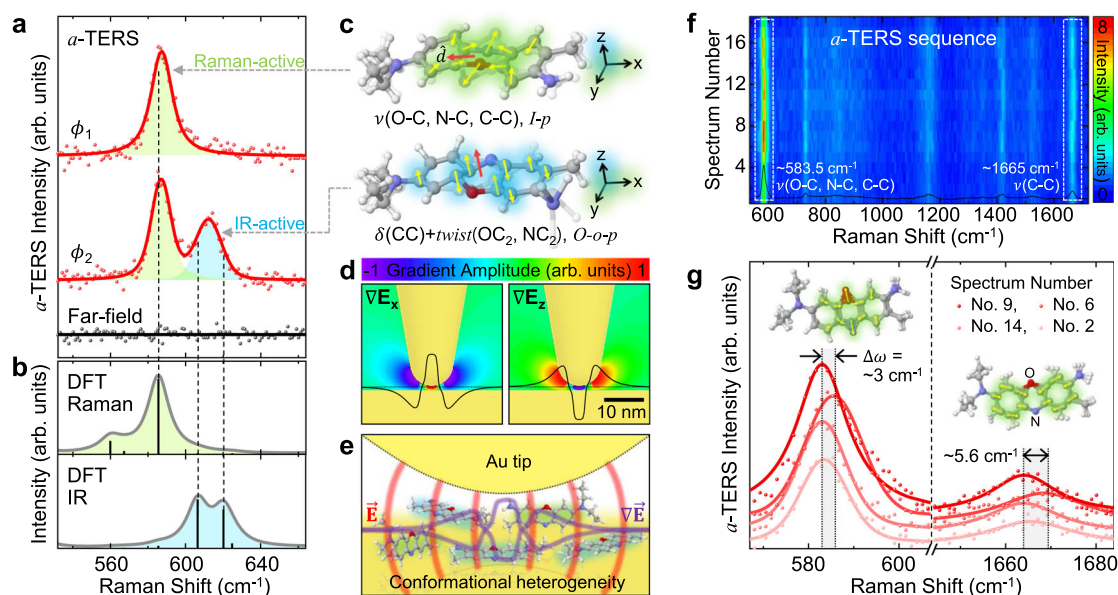 a
a-TERS
Raman-active
ϕ1
IR-active
ϕ2
Far-field
a-TERS Intensity (arb. units)
b
DFT
Raman
DFT
IR
Intensity (arb. units)
560 600 640
Raman Shift (cm-1)
c
d̂
z
x
y
ν(O-C, N-C, C-C), I-p
z
x
y
δ(CC)+twist(OC2, NC2), O-o-p
d
-1 Gradient Amplitude (arb. units) 1
∇Ex
∇Ez
10 nm
e
Au tip
E
∇E
Conformational heterogeneity
f
a-TERS sequence
Spectrum Number
16
12
8
4
~583.5 cm-1
ν(O-C, N-C, C-C)
~1665 cm-1
ν(C-C)
600 800 1000 1200 1400 1600
Raman Shift (cm-1)
8
Intensity (arb. units)
0
g
Spectrum Number
No. 9, No. 6
No. 14, No. 2
Δω =
~3 cm-1
O
N
~5.6 cm-1
a-TERS Intensity (arb. units)
580 600 1660 1680
Raman Shift (cm-1)